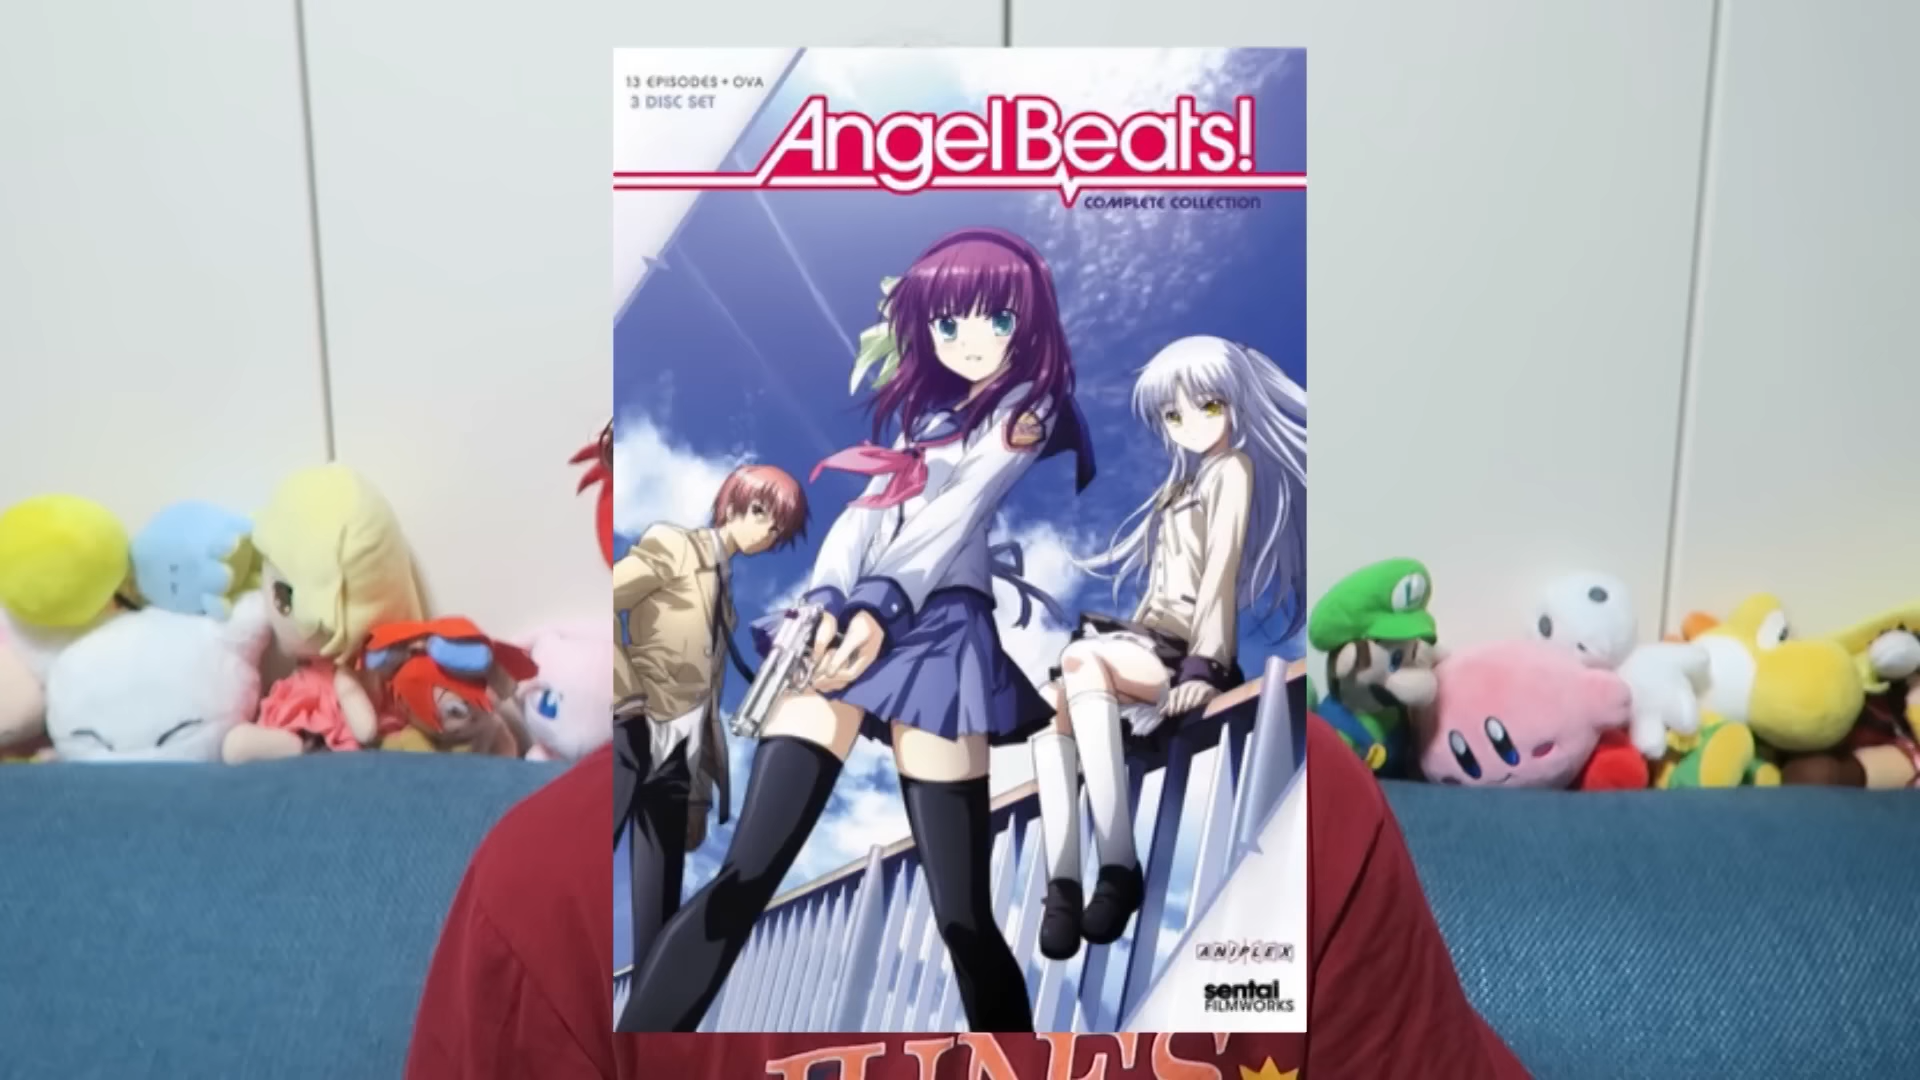 13 EPISODES + OVA
3 DISC SET
Angel Beats!
COMPLETE COLLECTION
ANIPLEX
sentai
FILMWORKS
L